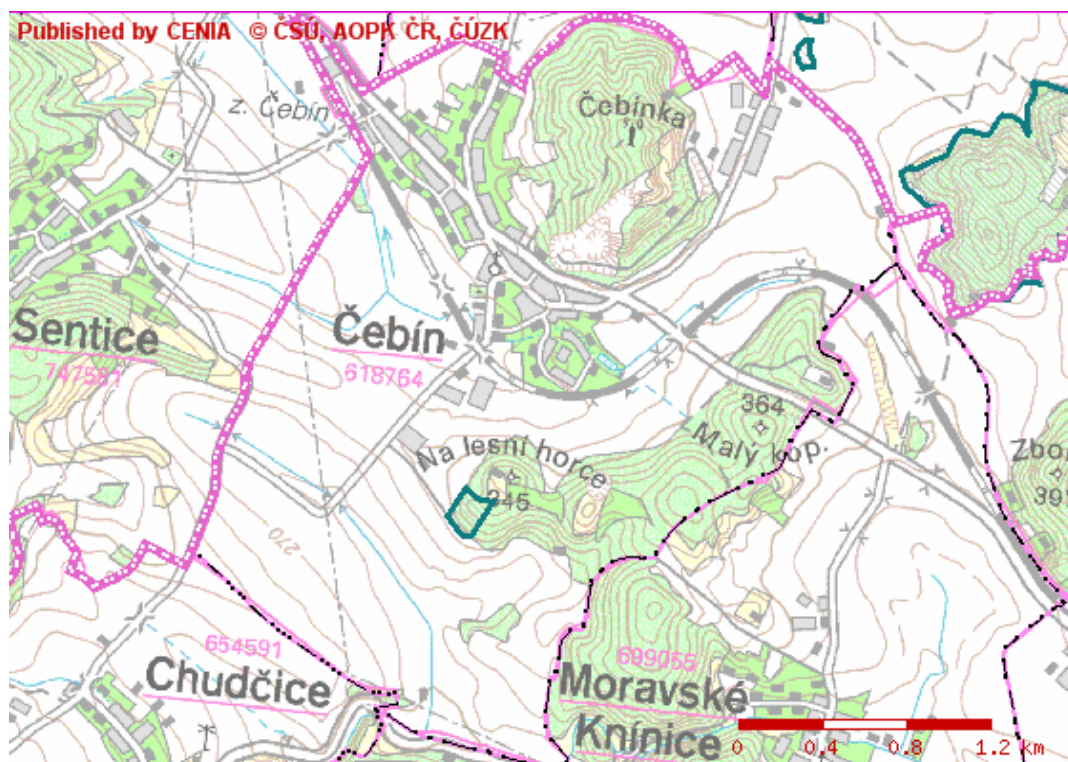 Published by CENIA © ČSÚ, AOPK ČR, ČÚZK
z. Čebín
Čebínka
Sentice
747581
Čebín
618764
364
Malý kop.
Na lesní horce
345
270
654591
Chudčice
699055
Moravské
Knínice
0 0.4 0.8 1.2 km